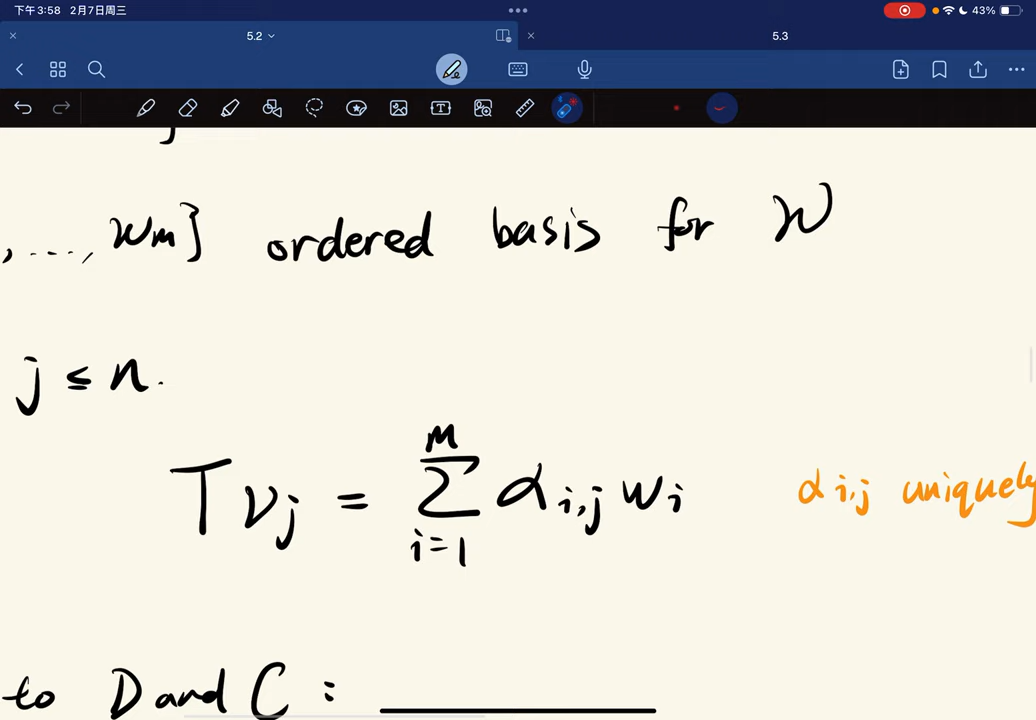 下午3:58 2月7日周三
43%
5.2
5.3
, ...., wm} ordered basis for W
j ≤ n.
m
T vj = Σ αi,j wi
i=1
αi,j uniquely
to D and C :